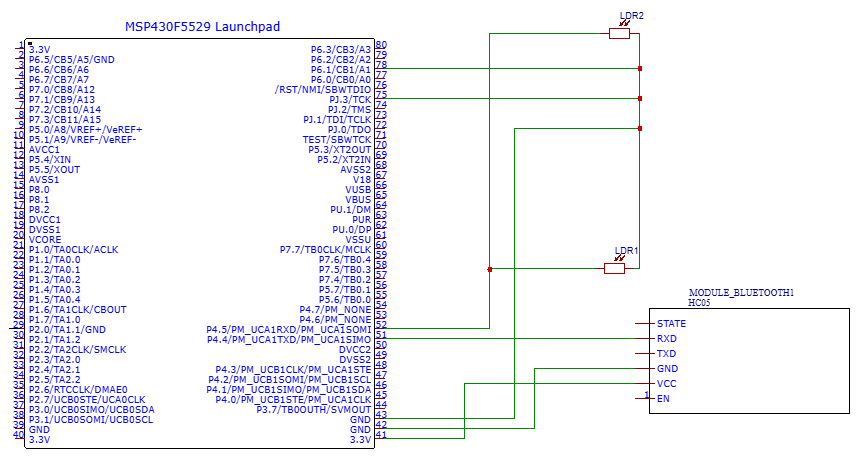 LDR2
MSP430F5529 Launchpad
1 3.3V P6.3/CB3/A3 80
2 P6.5/CB5/A5/GND P6.2/CB2/A2 79
3 P6.6/CB6/A6 P6.1/CB1/A1 78
4 P6.7/CB7/A7 P6.0/CB0/A0 77
5 P7.0/CB8/A12 /RST/NMI/SBWTDIO 76
6 P7.1/CB9/A13 PJ.3/TCK 75
7 P7.2/CB10/A14 PJ.2/TMS 74
8 P7.3/CB11/A15 PJ.1/TDI/TCLK 73
9 P5.0/A8/VREF+/VeREF+ PJ.0/TDO 72
10 P5.1/A9/VREF-/VeREF- TEST/SBWTCK 71
11 AVCC1 P5.3/XT2OUT 70
12 P5.4/XIN P5.2/XT2IN 69
13 P5.5/XOUT AVSS2 68
14 AVSS1 V18 67
15 P8.0 VUSB 66
16 P8.1 VBUS 65
17 P8.2 PU.1/DM 64
18 DVCC1 PUR 63
19 DVSS1 PU.0/DP 62
20 VCORE VSSU 61
21 P1.0/TA0CLK/ACLK P7.7/TB0CLK/MCLK 60
22 P1.1/TA0.0 P7.6/TB0.4 59
23 P1.2/TA0.1 P7.5/TB0.3 58
24 P1.3/TA0.2 P7.4/TB0.2 57
25 P1.4/TA0.3 P5.7/TB0.1 56
26 P1.5/TA0.4 P5.6/TB0.0 55
27 P1.6/TA1CLK/CBOUT P4.7/PM_NONE 54
28 P1.7/TA1.0 P4.6/PM_NONE 53
29 P2.0/TA1.1/GND P4.5/PM_UCA1RXD/PM_UCA1SOMI 52
30 P2.1/TA1.2 P4.4/PM_UCA1TXD/PM_UCA1SIMO 51
31 P2.2/TA2CLK/SMCLK DVCC2 50
32 P2.3/TA2.0 DVSS2 49
33 P2.4/TA2.1 P4.3/PM_UCB1CLK/PM_UCA1STE 48
34 P2.5/TA2.2 P4.2/PM_UCB1SOMI/PM_UCB1SCL 47
35 P2.6/RTCCLK/DMAE0 P4.1/PM_UCB1SIMO/PM_UCB1SDA 46
36 P2.7/UCB0STE/UCA0CLK P4.0/PM_UCB1STE/PM_UCA1CLK 45
37 P3.0/UCB0SIMO/UCB0SDA P3.7/TB0OUTH/SVMOUT 44
38 P3.1/UCB0SOMI/UCB0SCL GND 43
39 GND GND 42
40 3.3V 3.3V 41
LDR1
MODULE_BLUETOOTH1
HC05
STATE
RXD
TXD
GND
VCC
1 EN